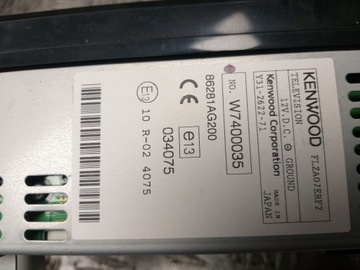 KENWOOD FLZA07ERF7
TELEVISION
12V.D.C. ⊖ GROUND
Kenwood Corporation MADE IN JAPAN
Y31-2622-71
NO. W7400035
86281AG200
CE e13
034075
E13 10 R-02 4075